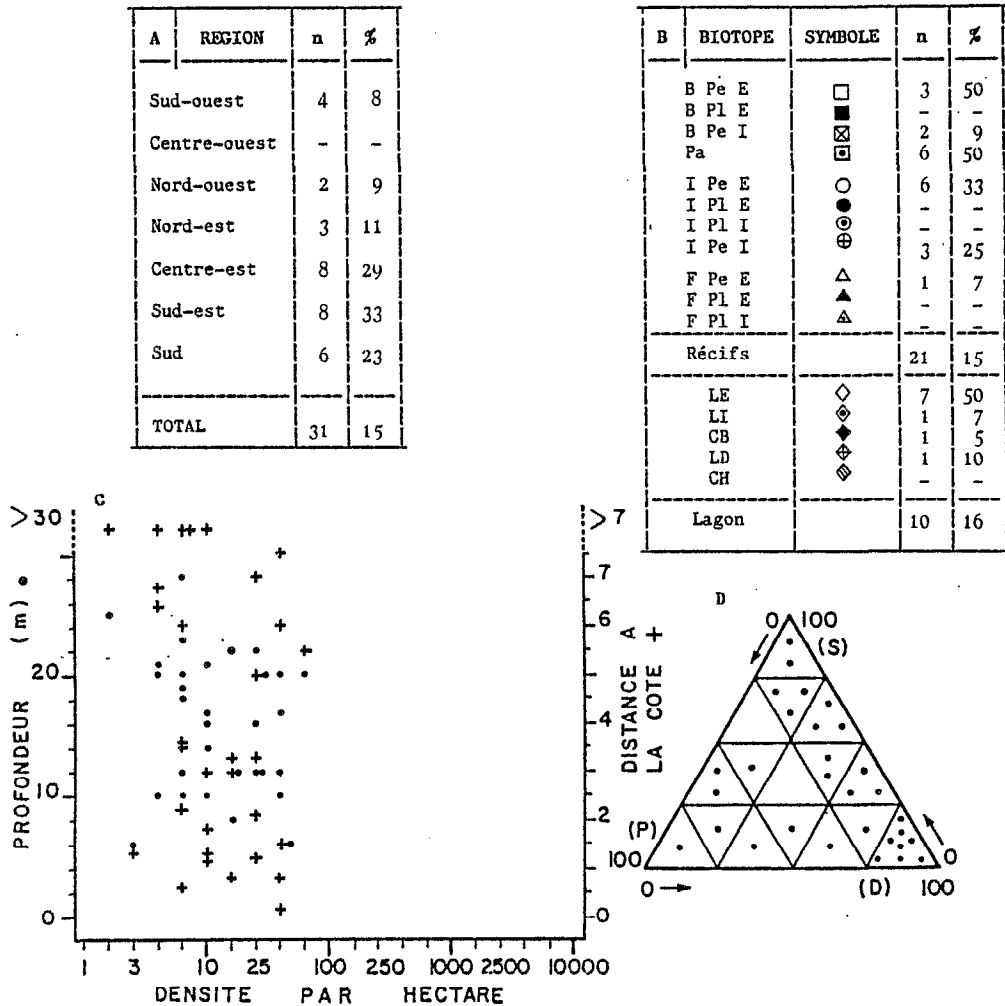 A REGION n %
Sud-ouest 4 8
Centre-ouest - -
Nord-ouest 2 9
Nord-est 3 11
Centre-est 8 29
Sud-est 8 33
Sud 6 23
TOTAL 31 15
B BIOTOPE SYMBOLE n %
B Pe E 3 50
B Pl E - -
B Pe I 2 9
Pa 6 50
I Pe E 6 33
I Pl E - -
I Pl I - -
I Pe I 3 25
F Pe E 1 7
F Pl E - -
F Pl I - -
Récifs 21 15
LE 7 50
LI 1 7
CB 1 5
LD 1 10
CH - -
Lagon 10 16
C
>30
20
10
0
PROFONDEUR (m)
>7
7
6
4
2
0
DISTANCE A
LA COTE
1 3 10 25 100 250 1000 2500 10000
DENSITE PAR HECTARE
D
0 100
(S)
(P)
100 0
0 (D) 100